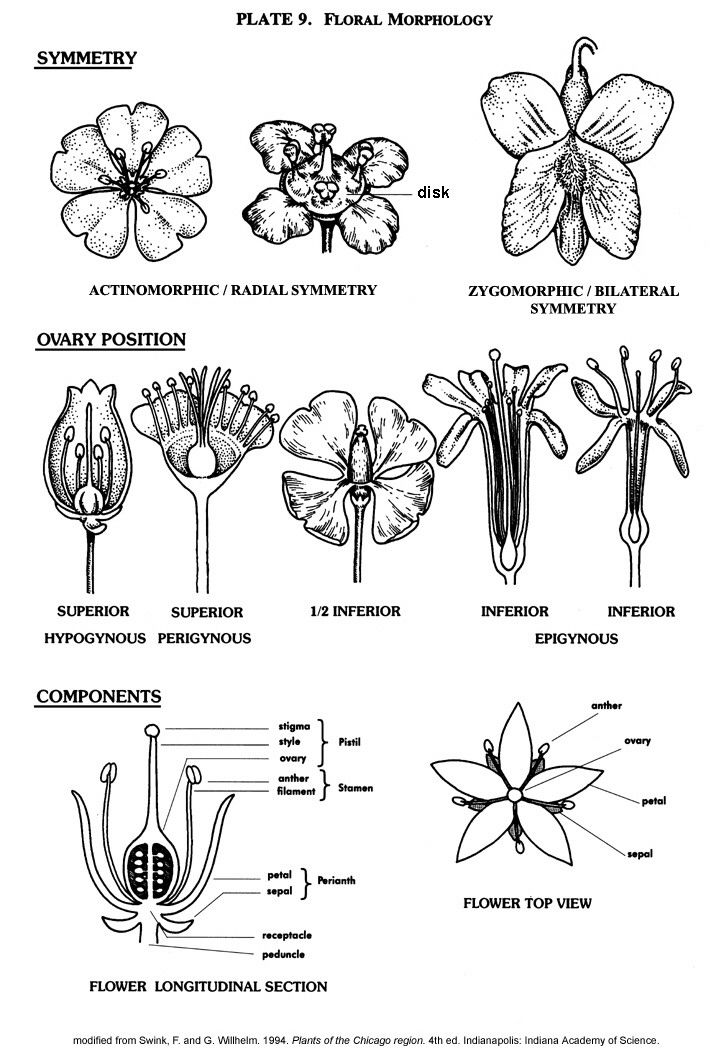 PLATE 9. FLORAL MORPHOLOGY
SYMMETRY
disk
ACTINOMORPHIC / RADIAL SYMMETRY
ZYGOMORPHIC / BILATERAL
SYMMETRY
OVARY POSITION
SUPERIOR
HYPOGYNOUS
SUPERIOR
PERIGYNOUS
1/2 INFERIOR
INFERIOR
INFERIOR
EPIGYNOUS
COMPONENTS
stigma
style
ovary
Pistil
anther
filament
Stamen
petal
sepal
Perianth
receptacle
peduncle
FLOWER LONGITUDINAL SECTION
anther
ovary
petal
sepal
FLOWER TOP VIEW
modified from Swink, F. and G. Willhelm. 1994. Plants of the Chicago region. 4th ed. Indianapolis: Indiana Academy of Science.